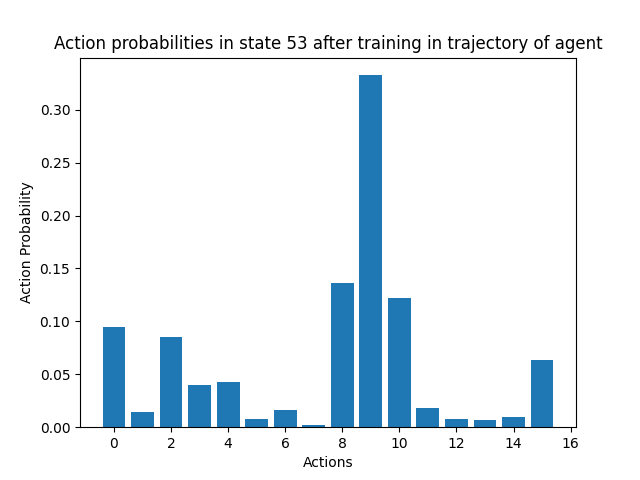 Action probabilities in state 53 after training in trajectory of agent
0.30
0.25
0.20
0.15
0.10
0.05
0.00
Action Probability
0 2 4 6 8 10 12 14 16
Actions